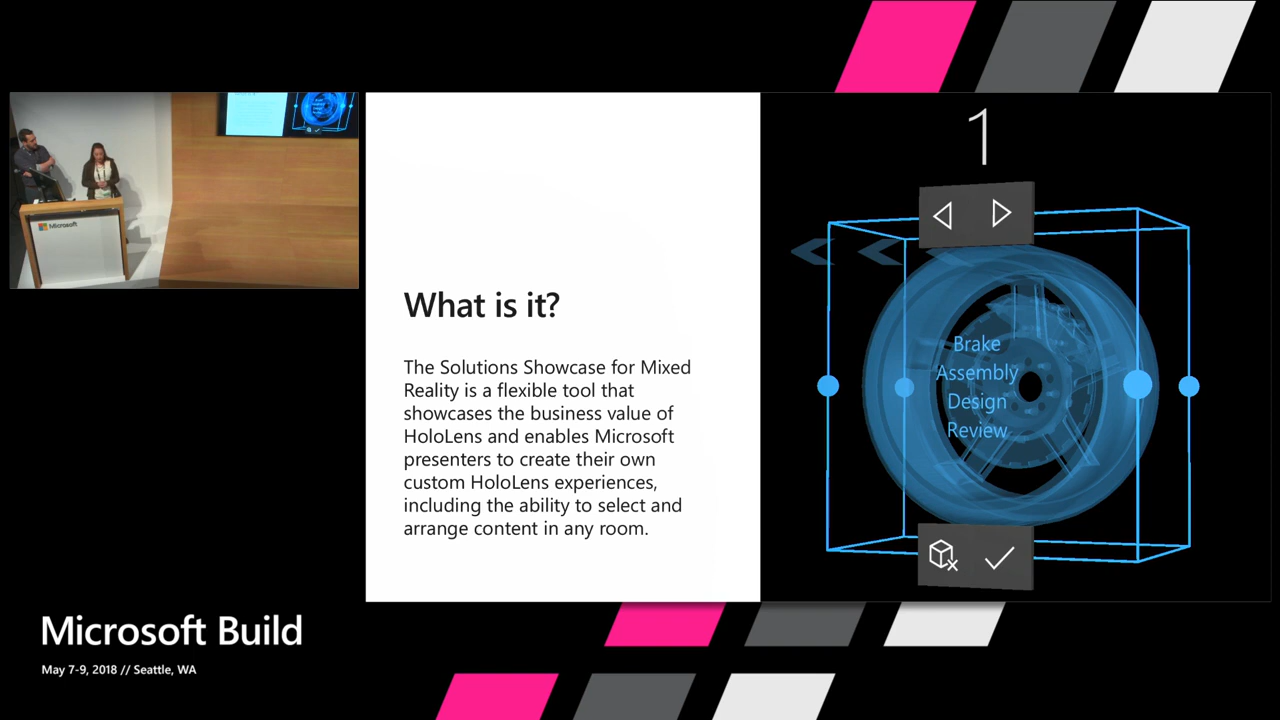 1
Microsoft
What is it?
The Solutions Showcase for Mixed
Reality is a flexible tool that
showcases the business value of
HoloLens and enables Microsoft
presenters to create their own
custom HoloLens experiences,
including the ability to select and
arrange content in any room.
Brake
Assembly
Design
Review
Microsoft Build
May 7-9, 2018 // Seattle, WA